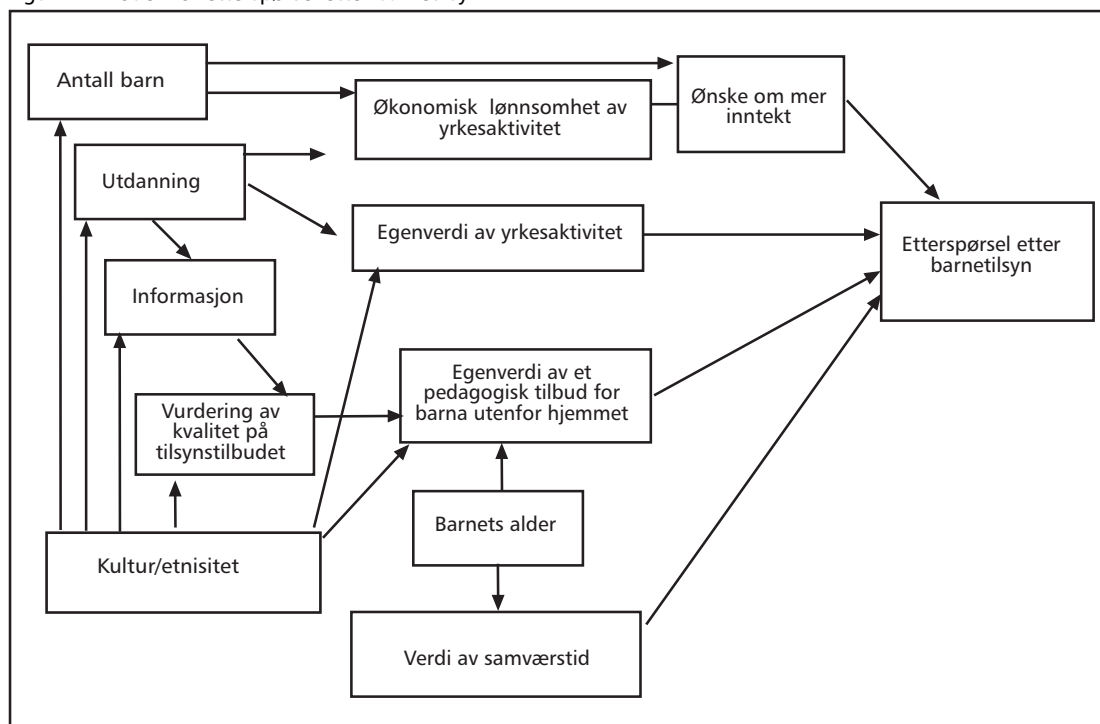 Antall barn
Økonomisk lønnsomhet av
yrkesaktivitet
Ønske om mer
inntekt
Utdanning
Egenverdi av yrkesaktivitet
Etterspørsel etter
barnetilsyn
Informasjon
Egenverdi av et
pedagogisk tilbud for
barna utenfor hjemmet
Vurdering av
kvalitet på
tilsynstilbudet
Barnets alder
Kultur/etnisitet
Verdi av samværstid